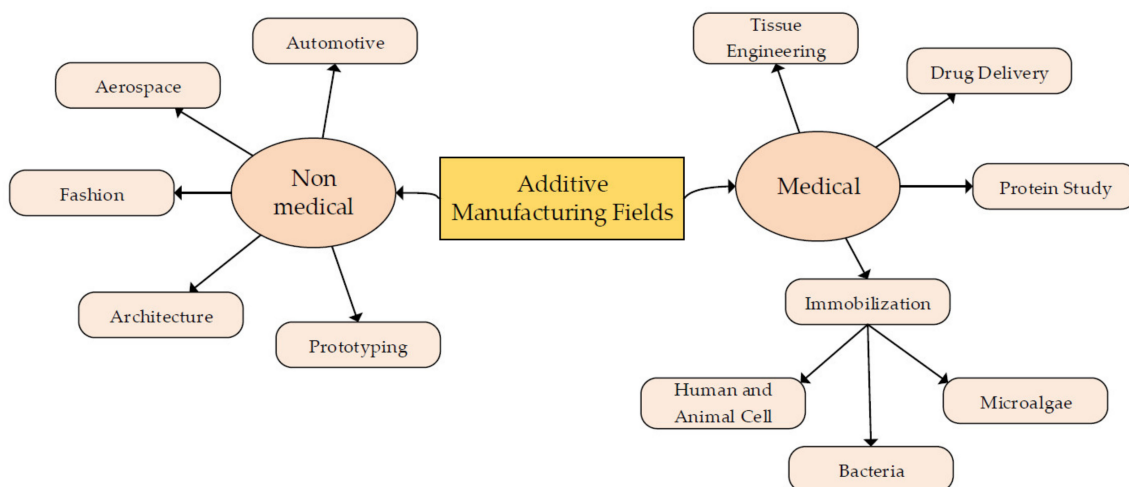 Automotive
Aerospace
Fashion
Non
medical
Architecture
Prototyping
Additive
Manufacturing Fields
Tissue
Engineering
Drug Delivery
Medical
Protein Study
Immobilization
Human and
Animal Cell
Microalgae
Bacteria